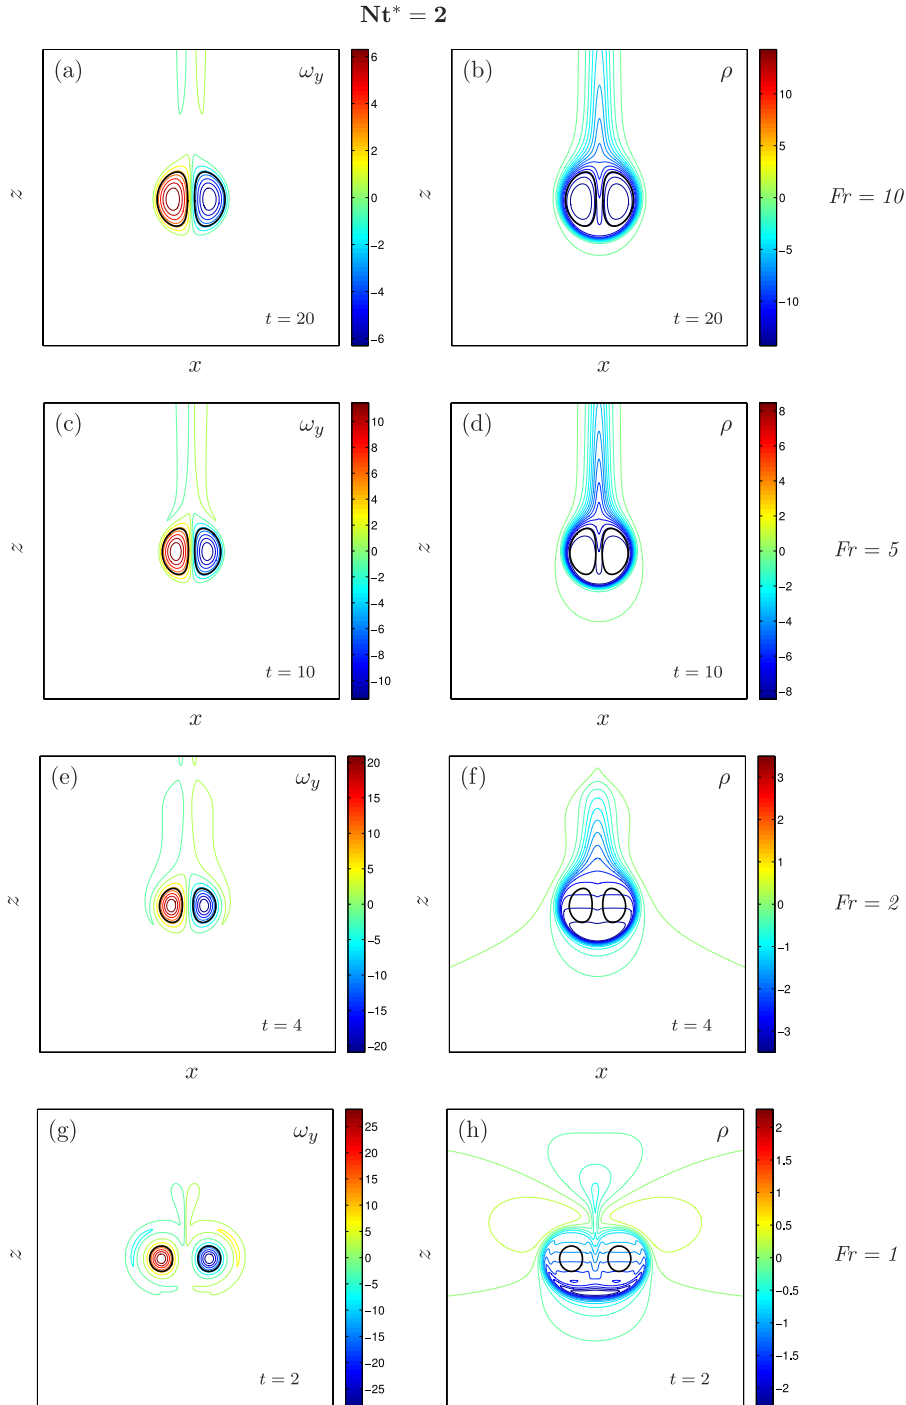 Nt* = 2
(a) ω_y
6
4
2
0
−2
−4
−6
z
t = 20
x
(b) ρ
10
5
0
−5
−10
z
t = 20
x
Fr = 10
(c) ω_y
10
8
6
4
2
0
−2
−4
−6
−8
−10
z
t = 10
x
(d) ρ
8
6
4
2
0
−2
−4
−6
−8
z
t = 10
x
Fr = 5
(e) ω_y
20
15
10
5
0
−5
−10
−15
−20
z
t = 4
x
(f) ρ
3
2
1
0
−1
−2
−3
z
t = 4
x
Fr = 2
(g) ω_y
25
20
15
10
5
0
−5
−10
−15
−20
−25
z
t = 2
(h) ρ
2
1.5
1
0.5
0
−0.5
−1
−1.5
−2
z
t = 2
Fr = 1